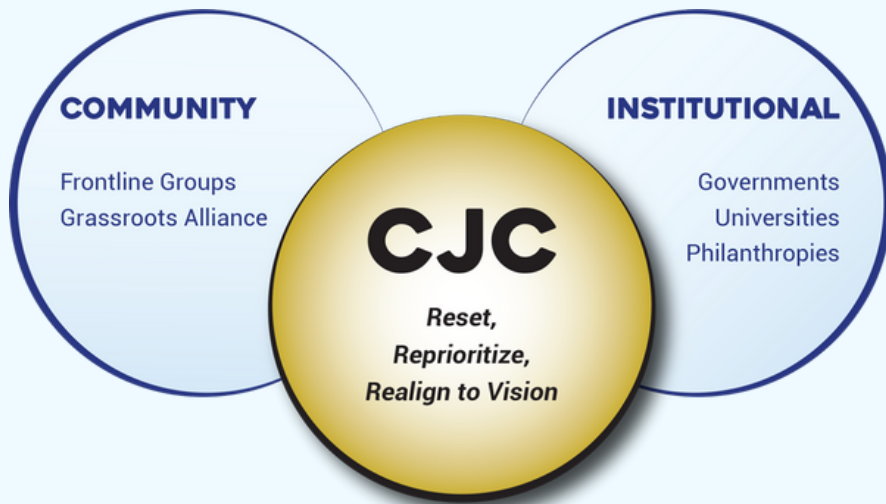 COMMUNITY
Frontline Groups
Grassroots Alliance
CJC
Reset,
Reprioritize,
Realign to Vision
INSTITUTIONAL
Governments
Universities
Philanthropies